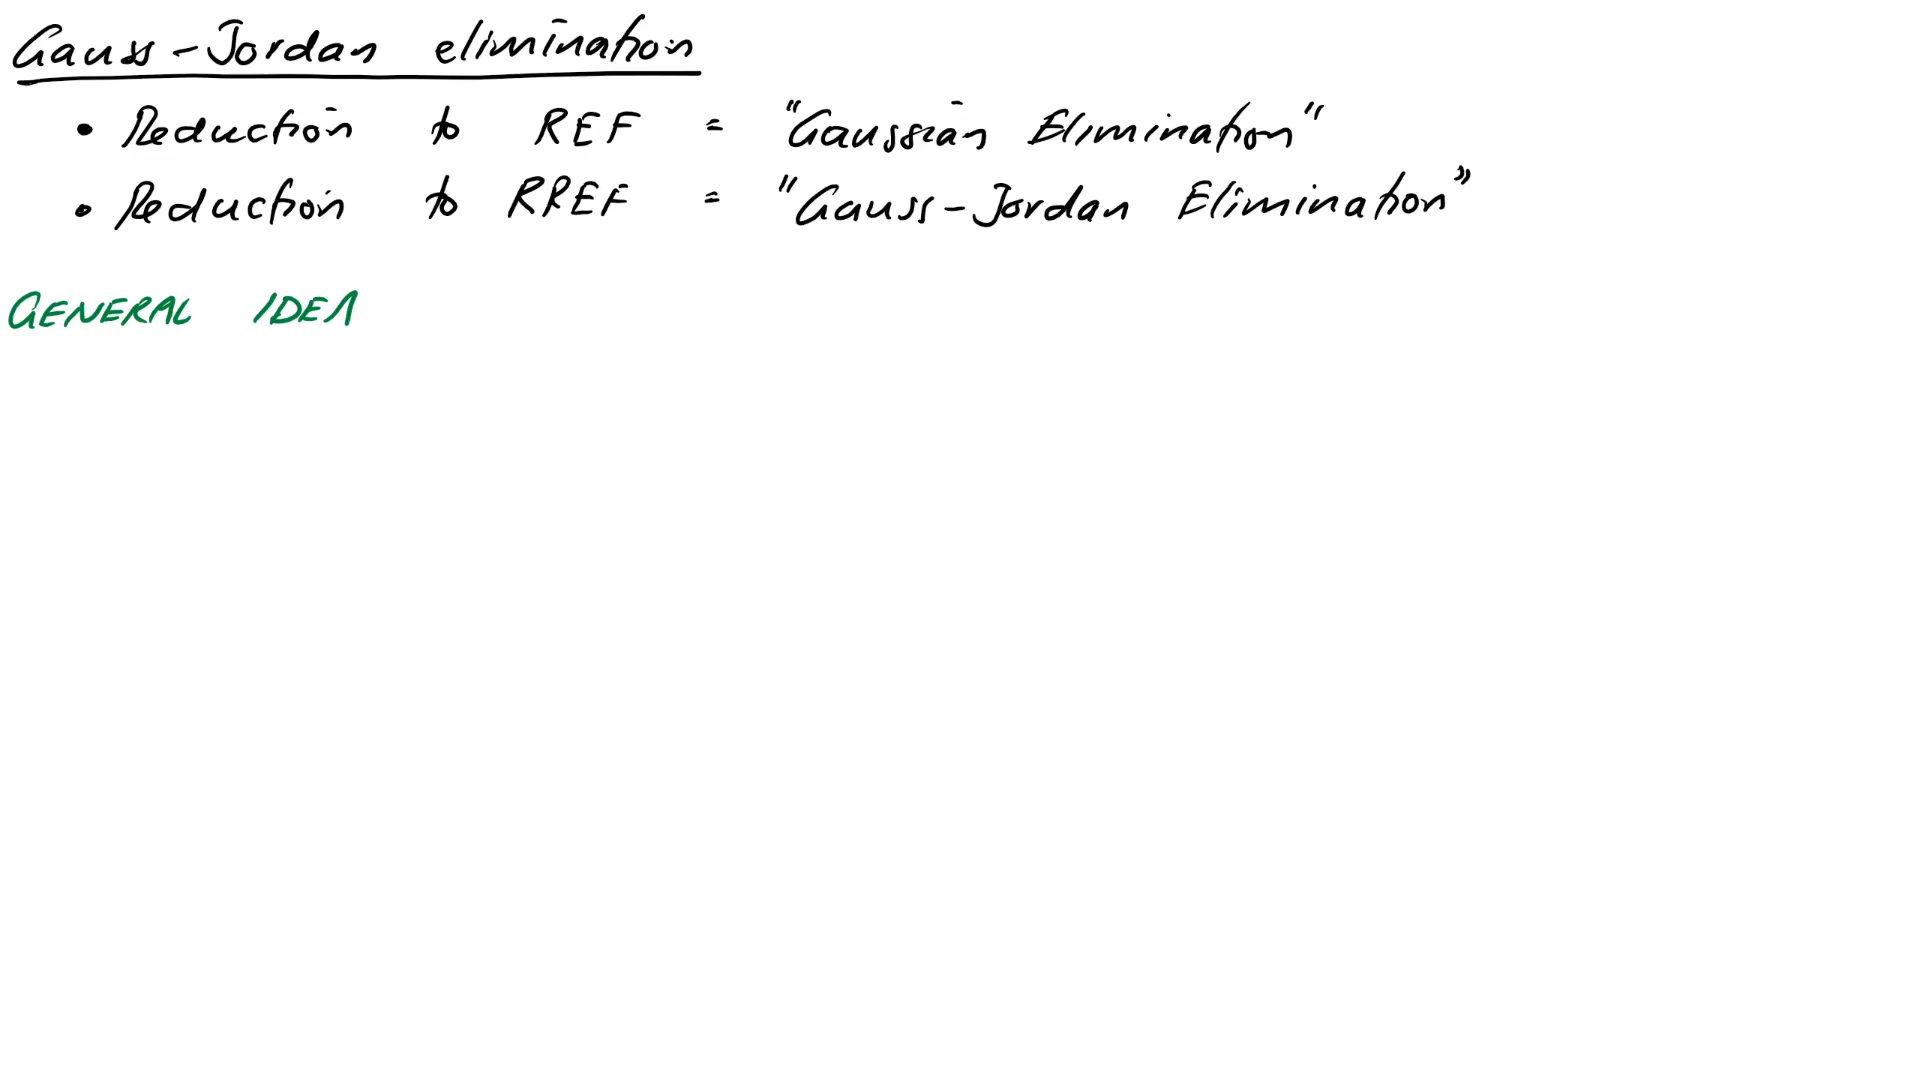 Gauss-Jordan elimination
• Reduction to REF = "Gaussian Elimination"
• Reduction to RREF = "Gauss-Jordan Elimination"
GENERAL IDEA